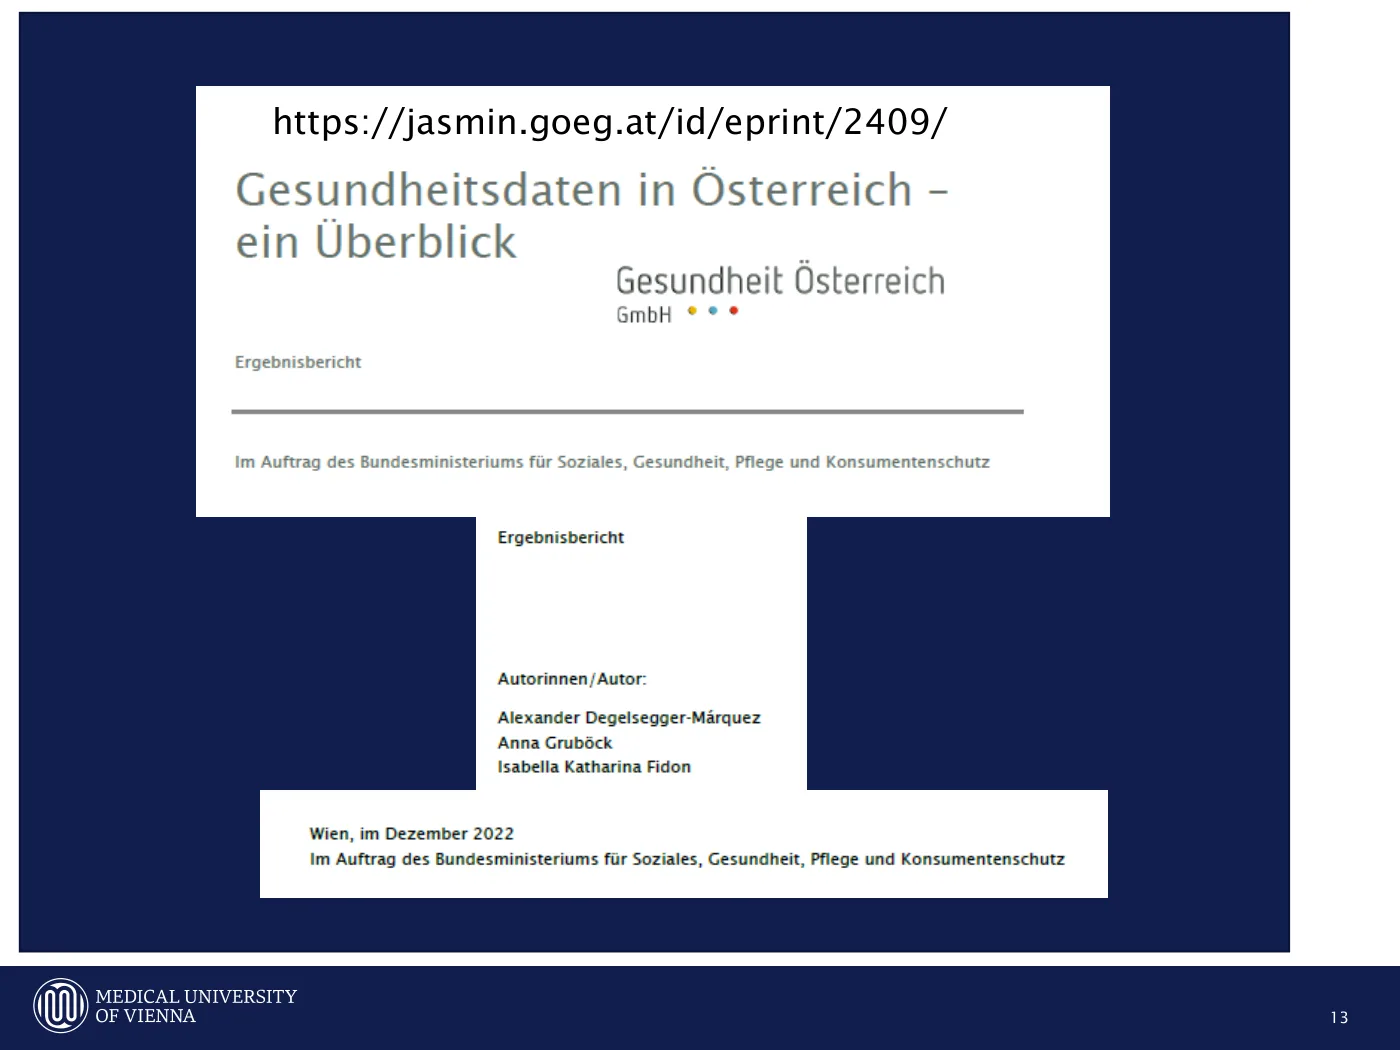 https://jasmin.goeg.at/id/eprint/2409/
Gesundheitsdaten in Österreich –
ein Überblick
Gesundheit Österreich
GmbH
Ergebnisbericht
Im Auftrag des Bundesministeriums für Soziales, Gesundheit, Pflege und Konsumentenschutz
Ergebnisbericht
Autorinnen/Autor:
Alexander Degelsegger-Márquez
Anna Gruböck
Isabella Katharina Fidon
Wien, im Dezember 2022
Im Auftrag des Bundesministeriums für Soziales, Gesundheit, Pflege und Konsumentenschutz
MEDICAL UNIVERSITY
OF VIENNA
13